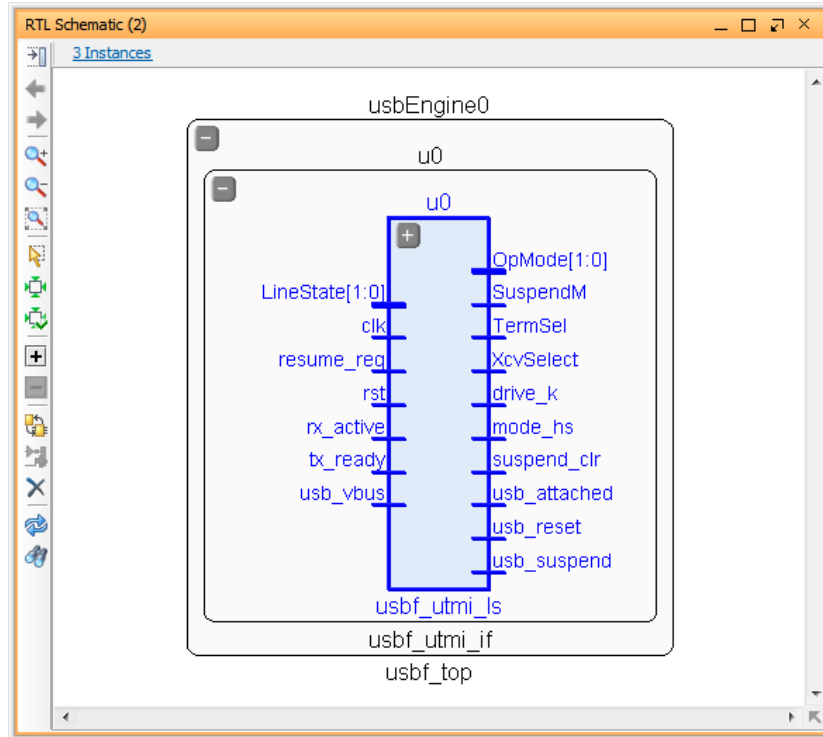 RTL Schematic (2)
3 Instances
usbEngine0
u0
u0
OpMode[1:0]
LineState[1:0]
SuspendM
clk
TermSel
resume_req
XcvSelect
rst
drive_k
rx_active
mode_hs
tx_ready
suspend_clr
usb_vbus
usb_attached
usb_reset
usb_suspend
usbf_utmi_ls
usbf_utmi_if
usbf_top